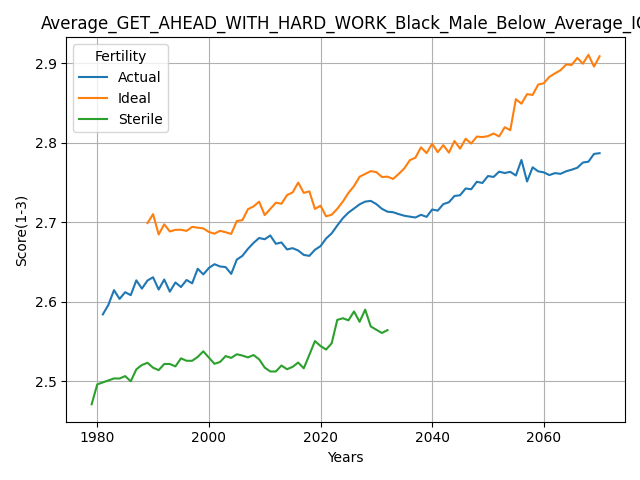 Average_GET_AHEAD_WITH_HARD_WORK_Black_Male_Below_Average_IQ
Fertility
Actual
Ideal
Sterile
Score(1-3)
2.9
2.8
2.7
2.6
2.5
1980
2000
2020
2040
2060
Years